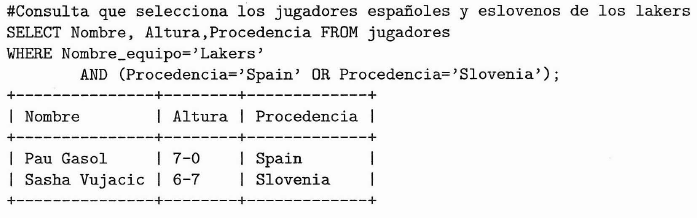 #Consulta que selecciona los jugadores españoles y eslovenos de los lakers
SELECT Nombre, Altura,Procedencia FROM jugadores
WHERE Nombre_equipo='Lakers'
        AND (Procedencia='Spain' OR Procedencia='Slovenia');
+---------------+--------+-------------+
| Nombre        | Altura | Procedencia |
+---------------+--------+-------------+
| Pau Gasol     | 7-0    | Spain       |
| Sasha Vujacic | 6-7    | Slovenia    |
+---------------+--------+-------------+